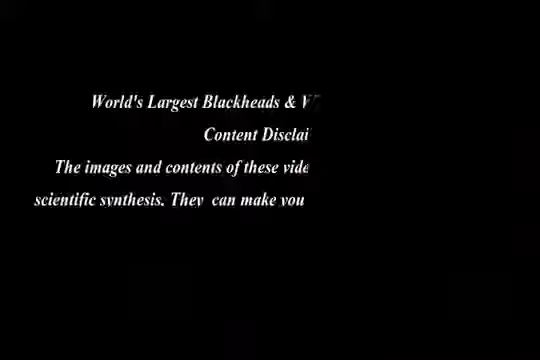 World's Largest Blackheads &
Content
The images and contents of these
scientific synthesis. They can make you